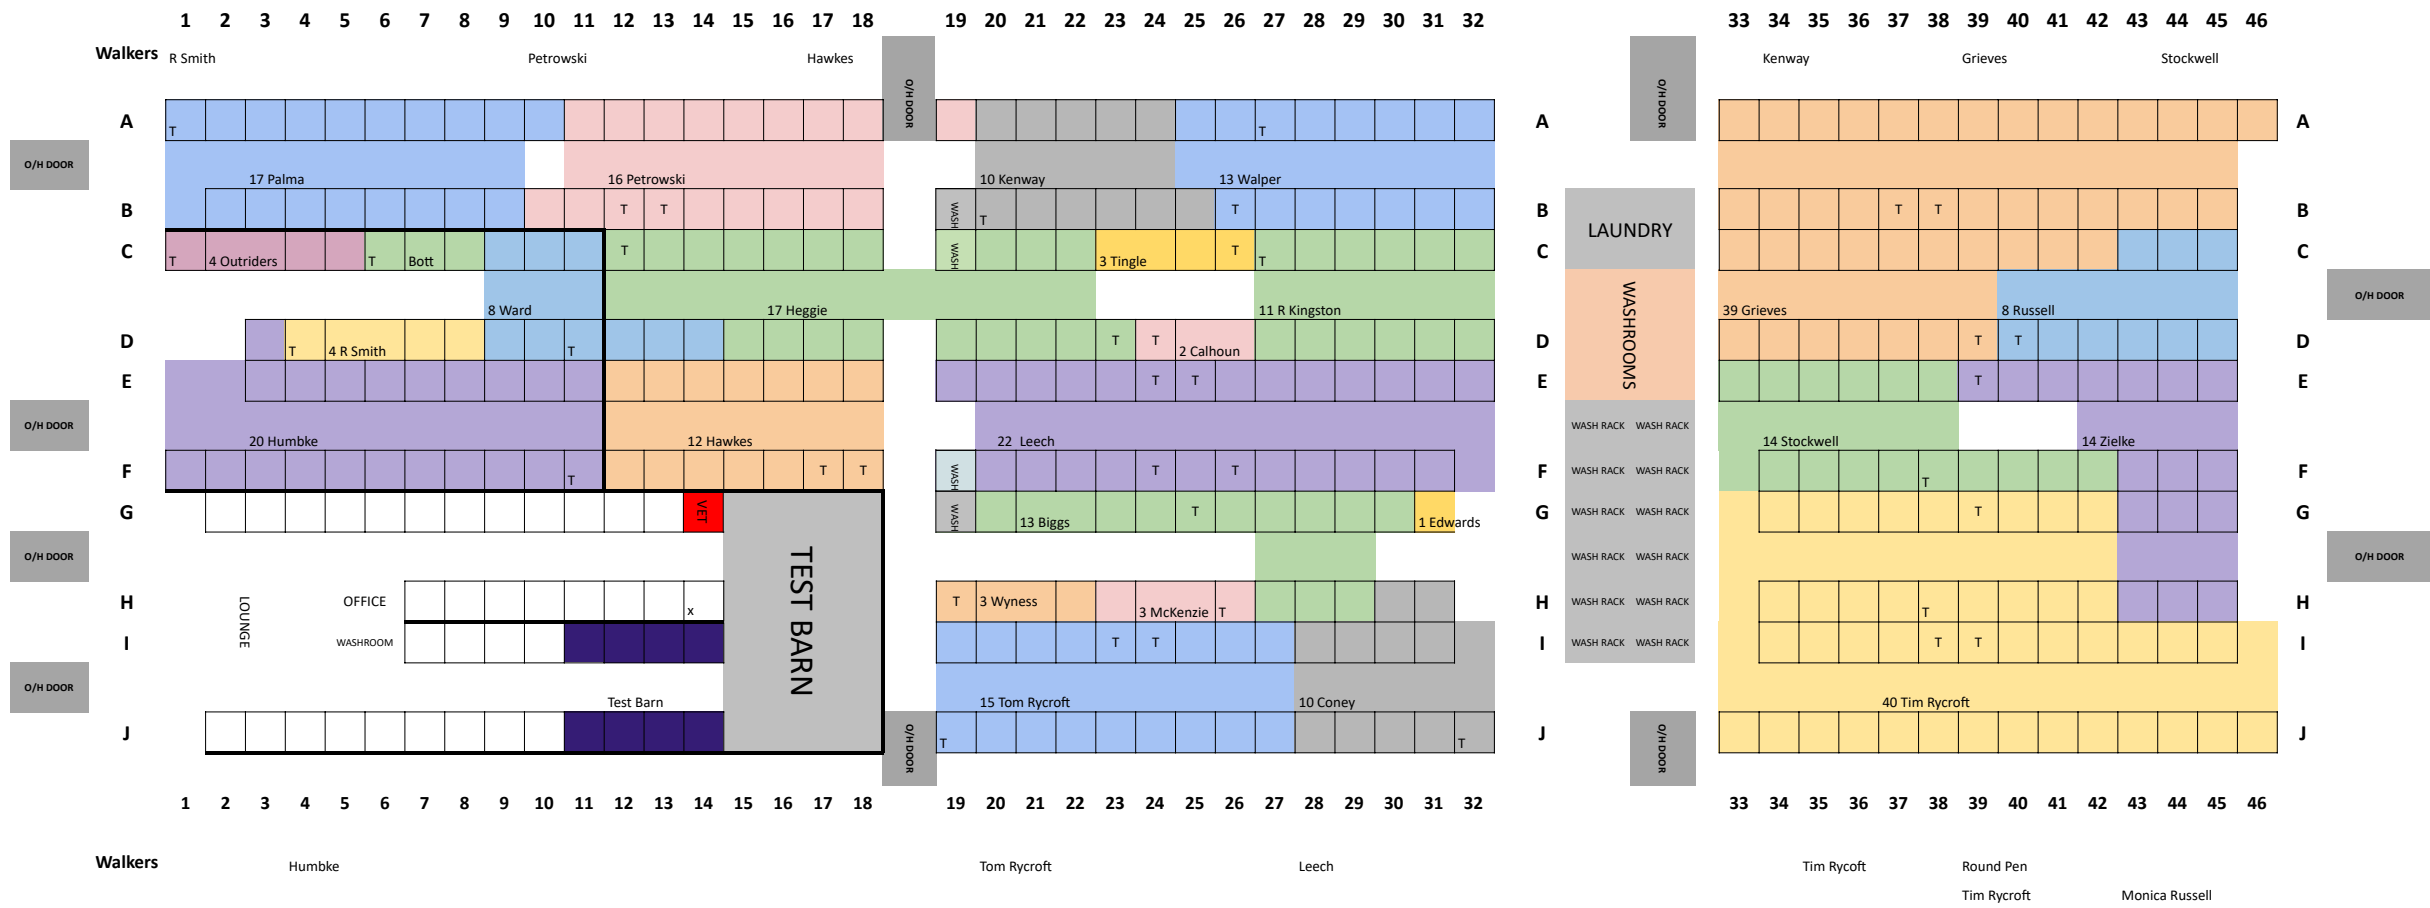 1 2 3 4 5 6 7 8 9 10 11 12 13 14 15 16 17 18 19 20 21 22 23 24 25 26 27 28 29 30 31 32 33 34 35 36 37 38 39 40 41 42 43 44 45 46
Walkers R Smith Petrowski Hawkes Kenway Grieves Stockwell
O/H DOOR O/H DOOR
A T T A A
O/H DOOR
17 Palma 16 Petrowski 10 Kenway 13 Walper
B T T WASH T T B LAUNDRY T T B
C T 4 Outriders T Bott T WASH 3 Tingle T T C C
WASHROOMS
8 Ward 17 Heggie 11 R Kingston 39 Grieves 8 Russell O/H DOOR
D T 4 R Smith T T T 2 Calhoun D T T D
E T T E T E
O/H DOOR WASH RACK WASH RACK
20 Humbke 12 Hawkes 22 Leech 14 Stockwell 14 Zielke
F T T T WASH T T F WASH RACK WASH RACK T F
G VET WASH 13 Biggs T 1 Edwards G WASH RACK WASH RACK T G
O/H DOOR WASH RACK WASH RACK O/H DOOR
TEST BARN
H LOUNGE OFFICE x T 3 Wyness 3 McKenzie T H WASH RACK WASH RACK T H
I WASHROOM T T I WASH RACK WASH RACK T T I
O/H DOOR
Test Barn 15 Tom Rycroft 10 Coney 40 Tim Rycroft
J T T J J
O/H DOOR O/H DOOR
1 2 3 4 5 6 7 8 9 10 11 12 13 14 15 16 17 18 19 20 21 22 23 24 25 26 27 28 29 30 31 32 33 34 35 36 37 38 39 40 41 42 43 44 45 46
Walkers Humbke Tom Rycroft Leech Tim Rycoft Round Pen
Tim Rycroft Monica Russell